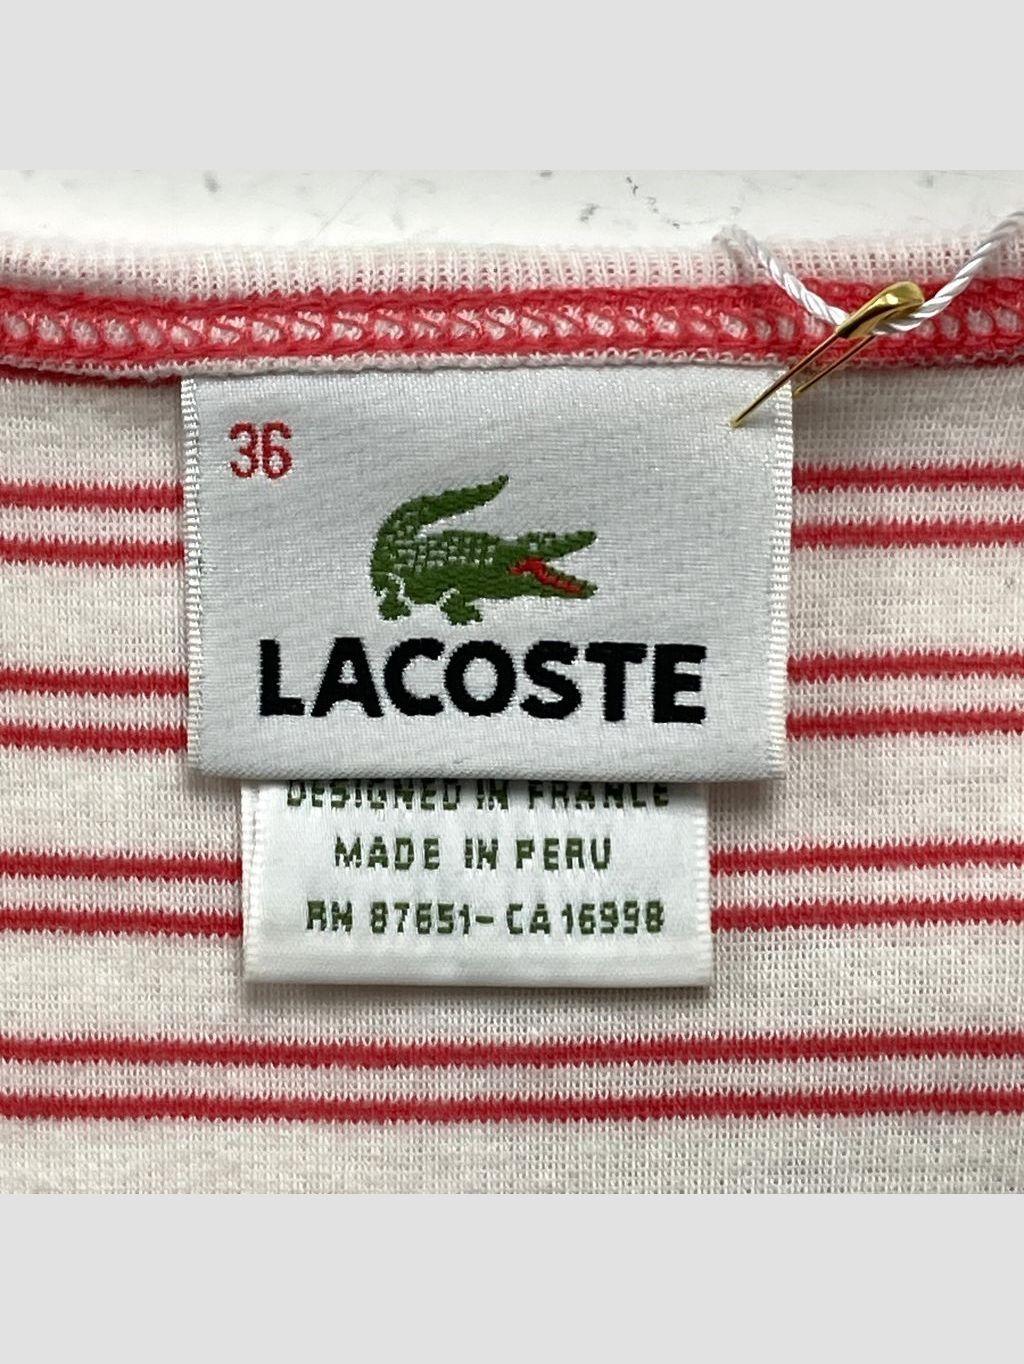 36
LACOSTE
DESIGNED IN FRANCE
MADE IN PERU
RN 87651-CA 16998